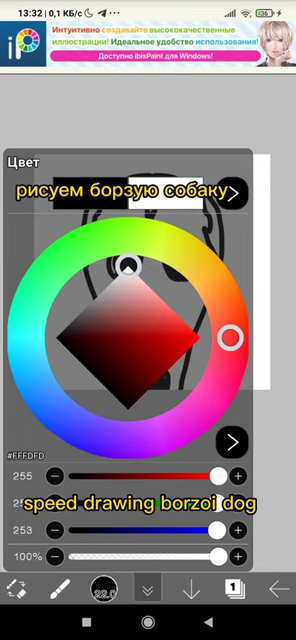 13:32 | 0,1 КБ/с
36
Интуитивно создавайте высококачественные
иллюстрации! Идеальное удобство использования!
Доступно ibisPaint для Windows!
iP
Цвет
рисуем борзую собаку
#FFFDFD
255
speed drawing borzoi dog
253
100%
22.0
1